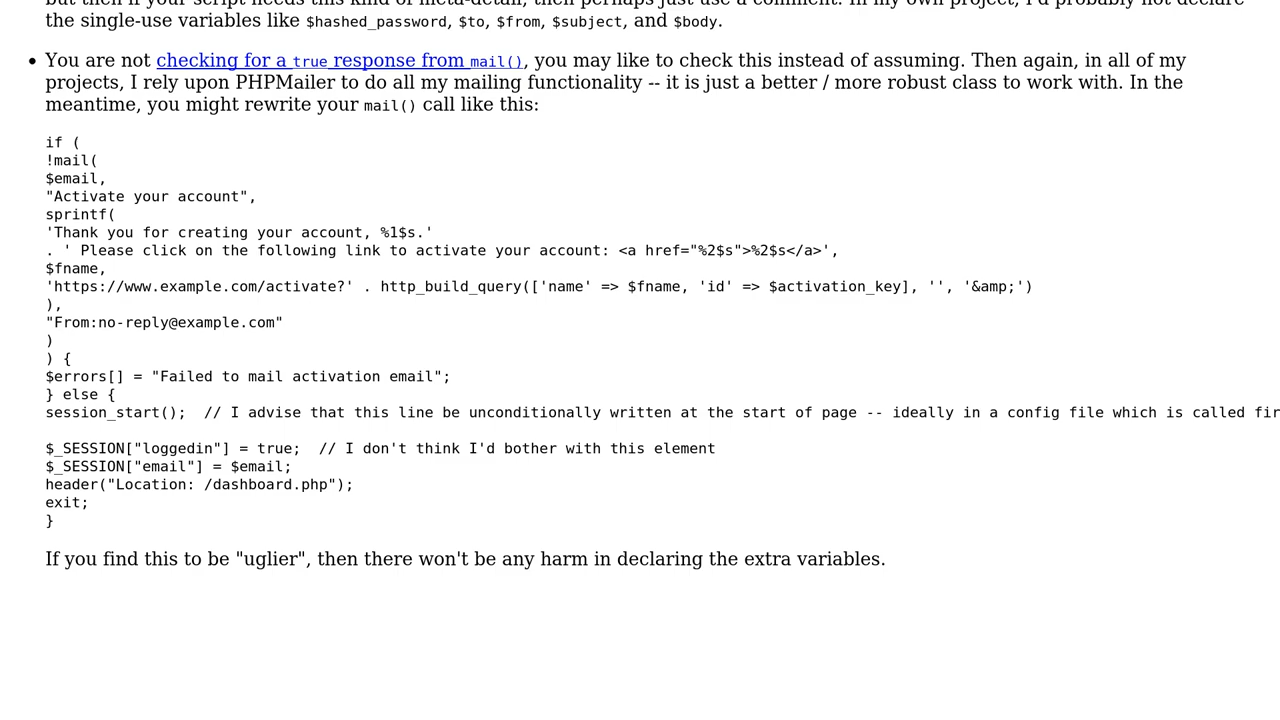 but then if your script needs this kind of meta-detail, then perhaps just use a comment. In my own project, I'd probably not declare
the single-use variables like $hashed_password, $to, $from, $subject, and $body.
• You are not checking for a true response from mail(), you may like to check this instead of assuming. Then again, in all of my
projects, I rely upon PHPMailer to do all my mailing functionality -- it is just a better / more robust class to work with. In the
meantime, you might rewrite your mail() call like this:
if (
!mail(
$email,
"Activate your account",
sprintf(
'Thank you for creating your account, %1$s.'
. ' Please click on the following link to activate your account: <a href="%2$s">%2$s</a>',
$fname,
'https://www.example.com/activate?' . http_build_query(['name' => $fname, 'id' => $activation_key], '', '&amp;')
),
"From:no-reply@example.com"
)
) {
$errors[] = "Failed to mail activation email";
} else {
session_start();  // I advise that this line be unconditionally written at the start of page -- ideally in a config file which is called fir
$_SESSION["loggedin"] = true;  // I don't think I'd bother with this element
$_SESSION["email"] = $email;
header("Location: /dashboard.php");
exit;
}
If you find this to be "uglier", then there won't be any harm in declaring the extra variables.